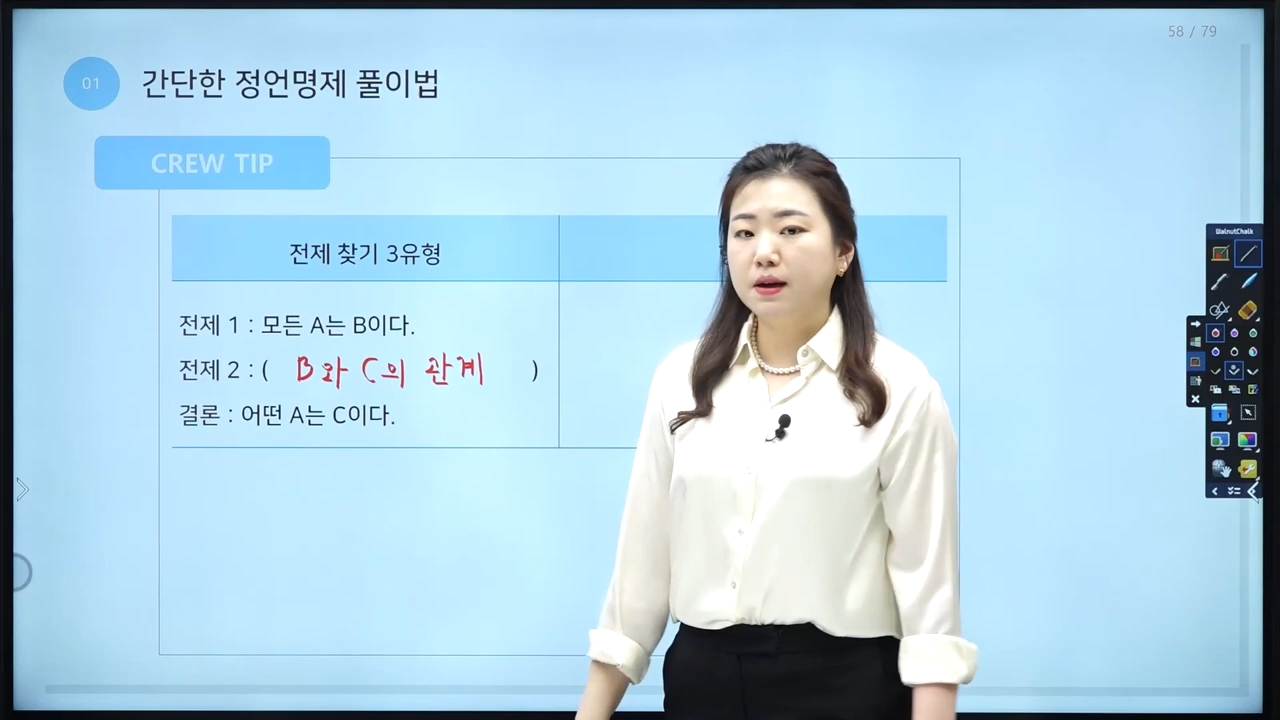 58 / 79
01
간단한 정언명제 풀이법
CREW TIP
전제 찾기 3유형
전제 1 : 모든 A는 B이다.
전제 2 : ( B와 C의 관계 )
결론 : 어떤 A는 C이다.
WalnutChalk